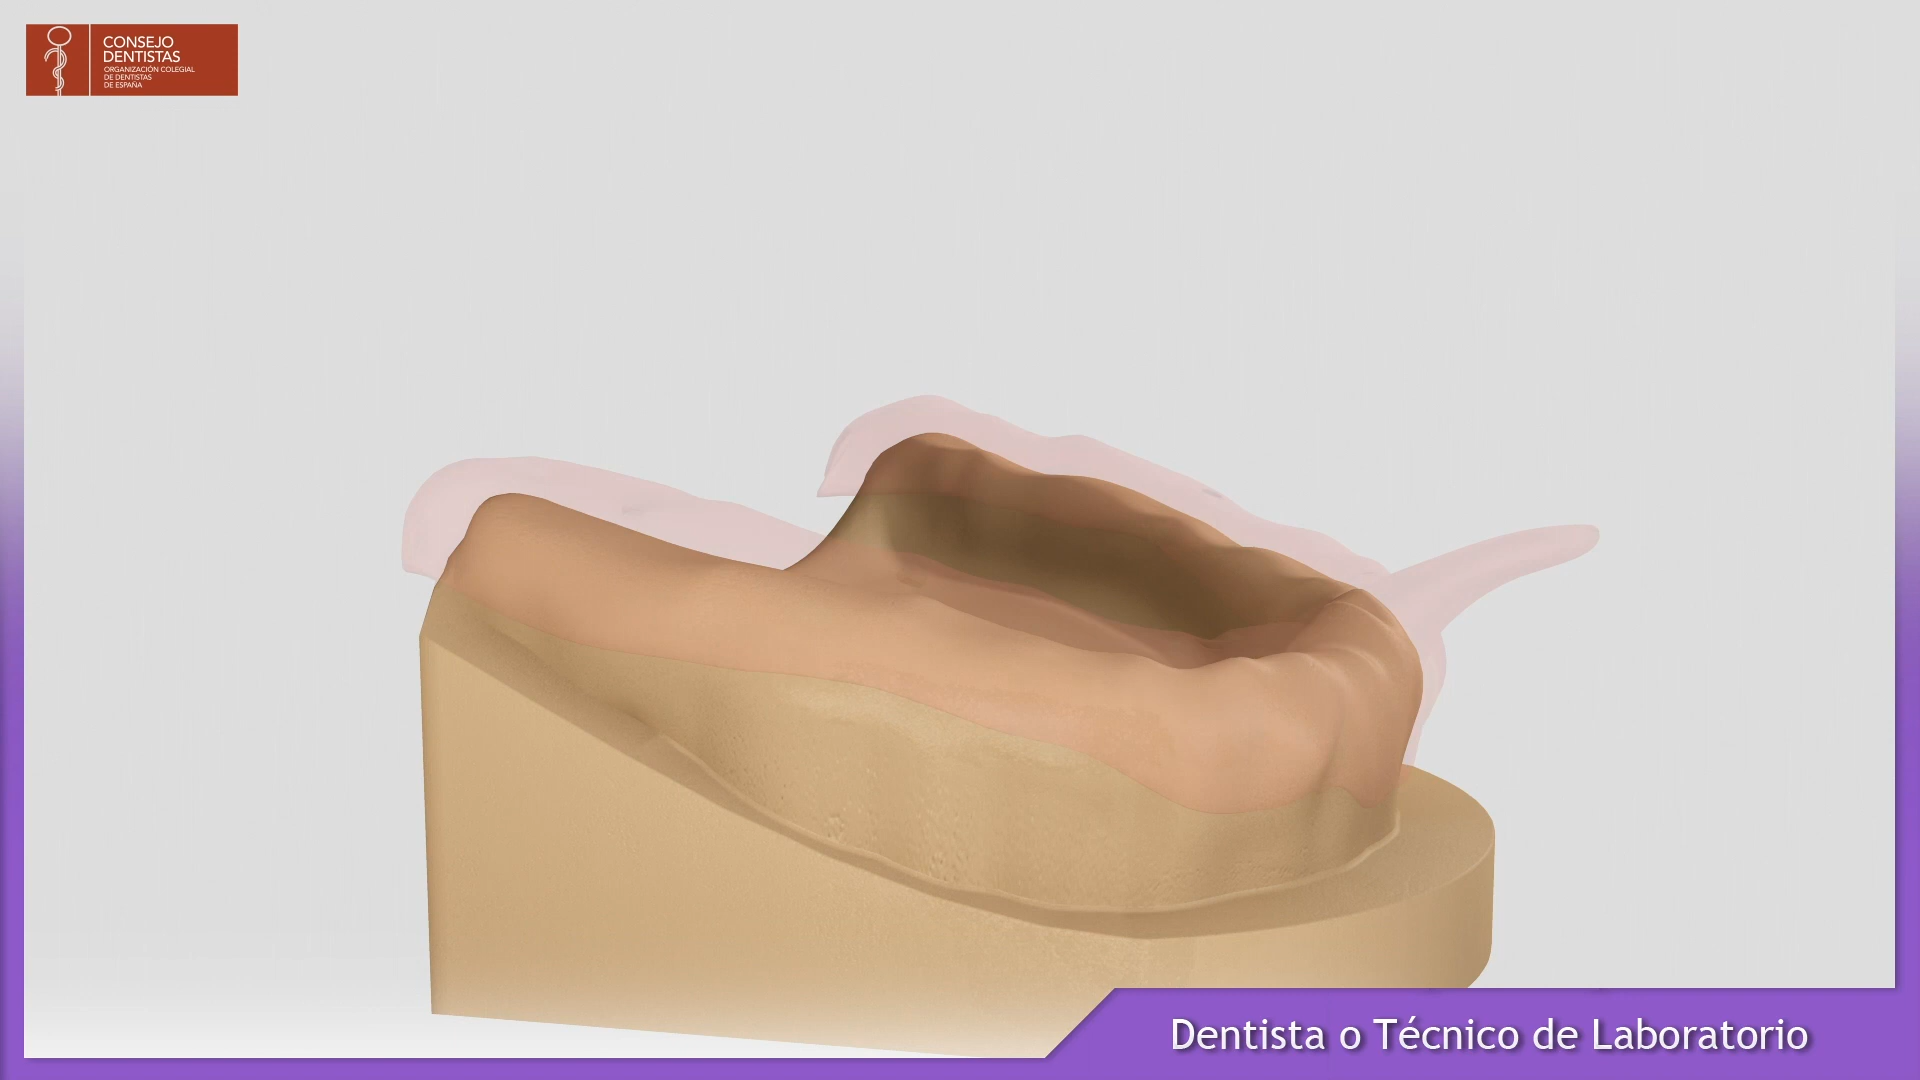 CONSEJO
DENTISTAS
ORGANIZACIÓN COLEGIAL
DE DENTISTAS
DE ESPAÑA
Dentista o Técnico de Laboratorio